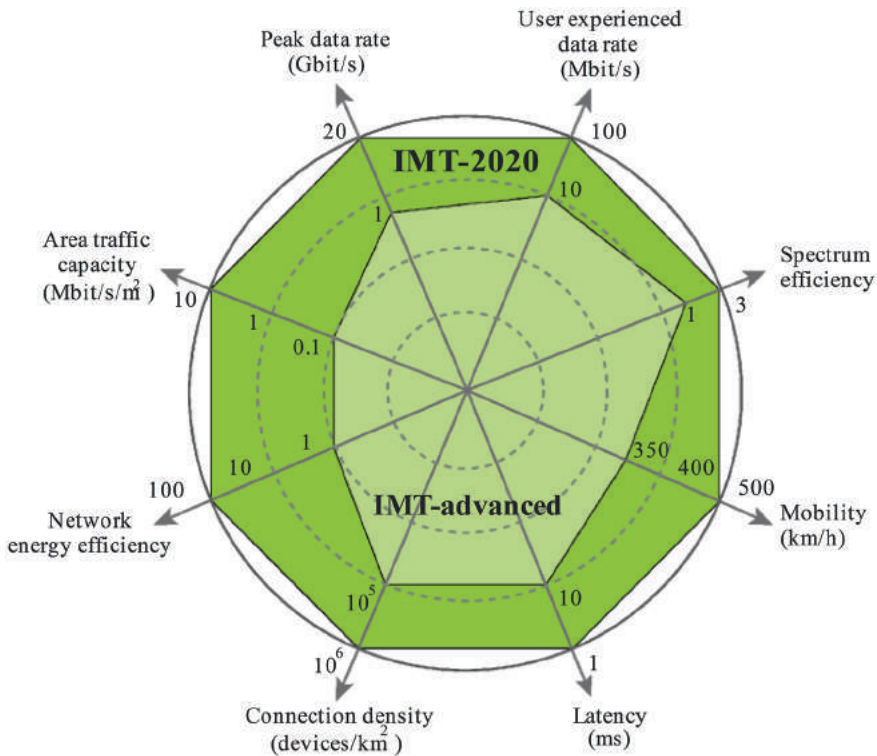 Peak data rate
(Gbit/s)
User experienced
data rate
(Mbit/s)
20
100
IMT-2020
1
10
Area traffic
capacity
(Mbit/s/m²)
Spectrum
efficiency
10
1
0.1
1
3
1
10
100
350
400
500
Network
energy efficiency
IMT-advanced
Mobility
(km/h)
10⁵
10
10⁶
1
Connection density
(devices/km²)
Latency
(ms)